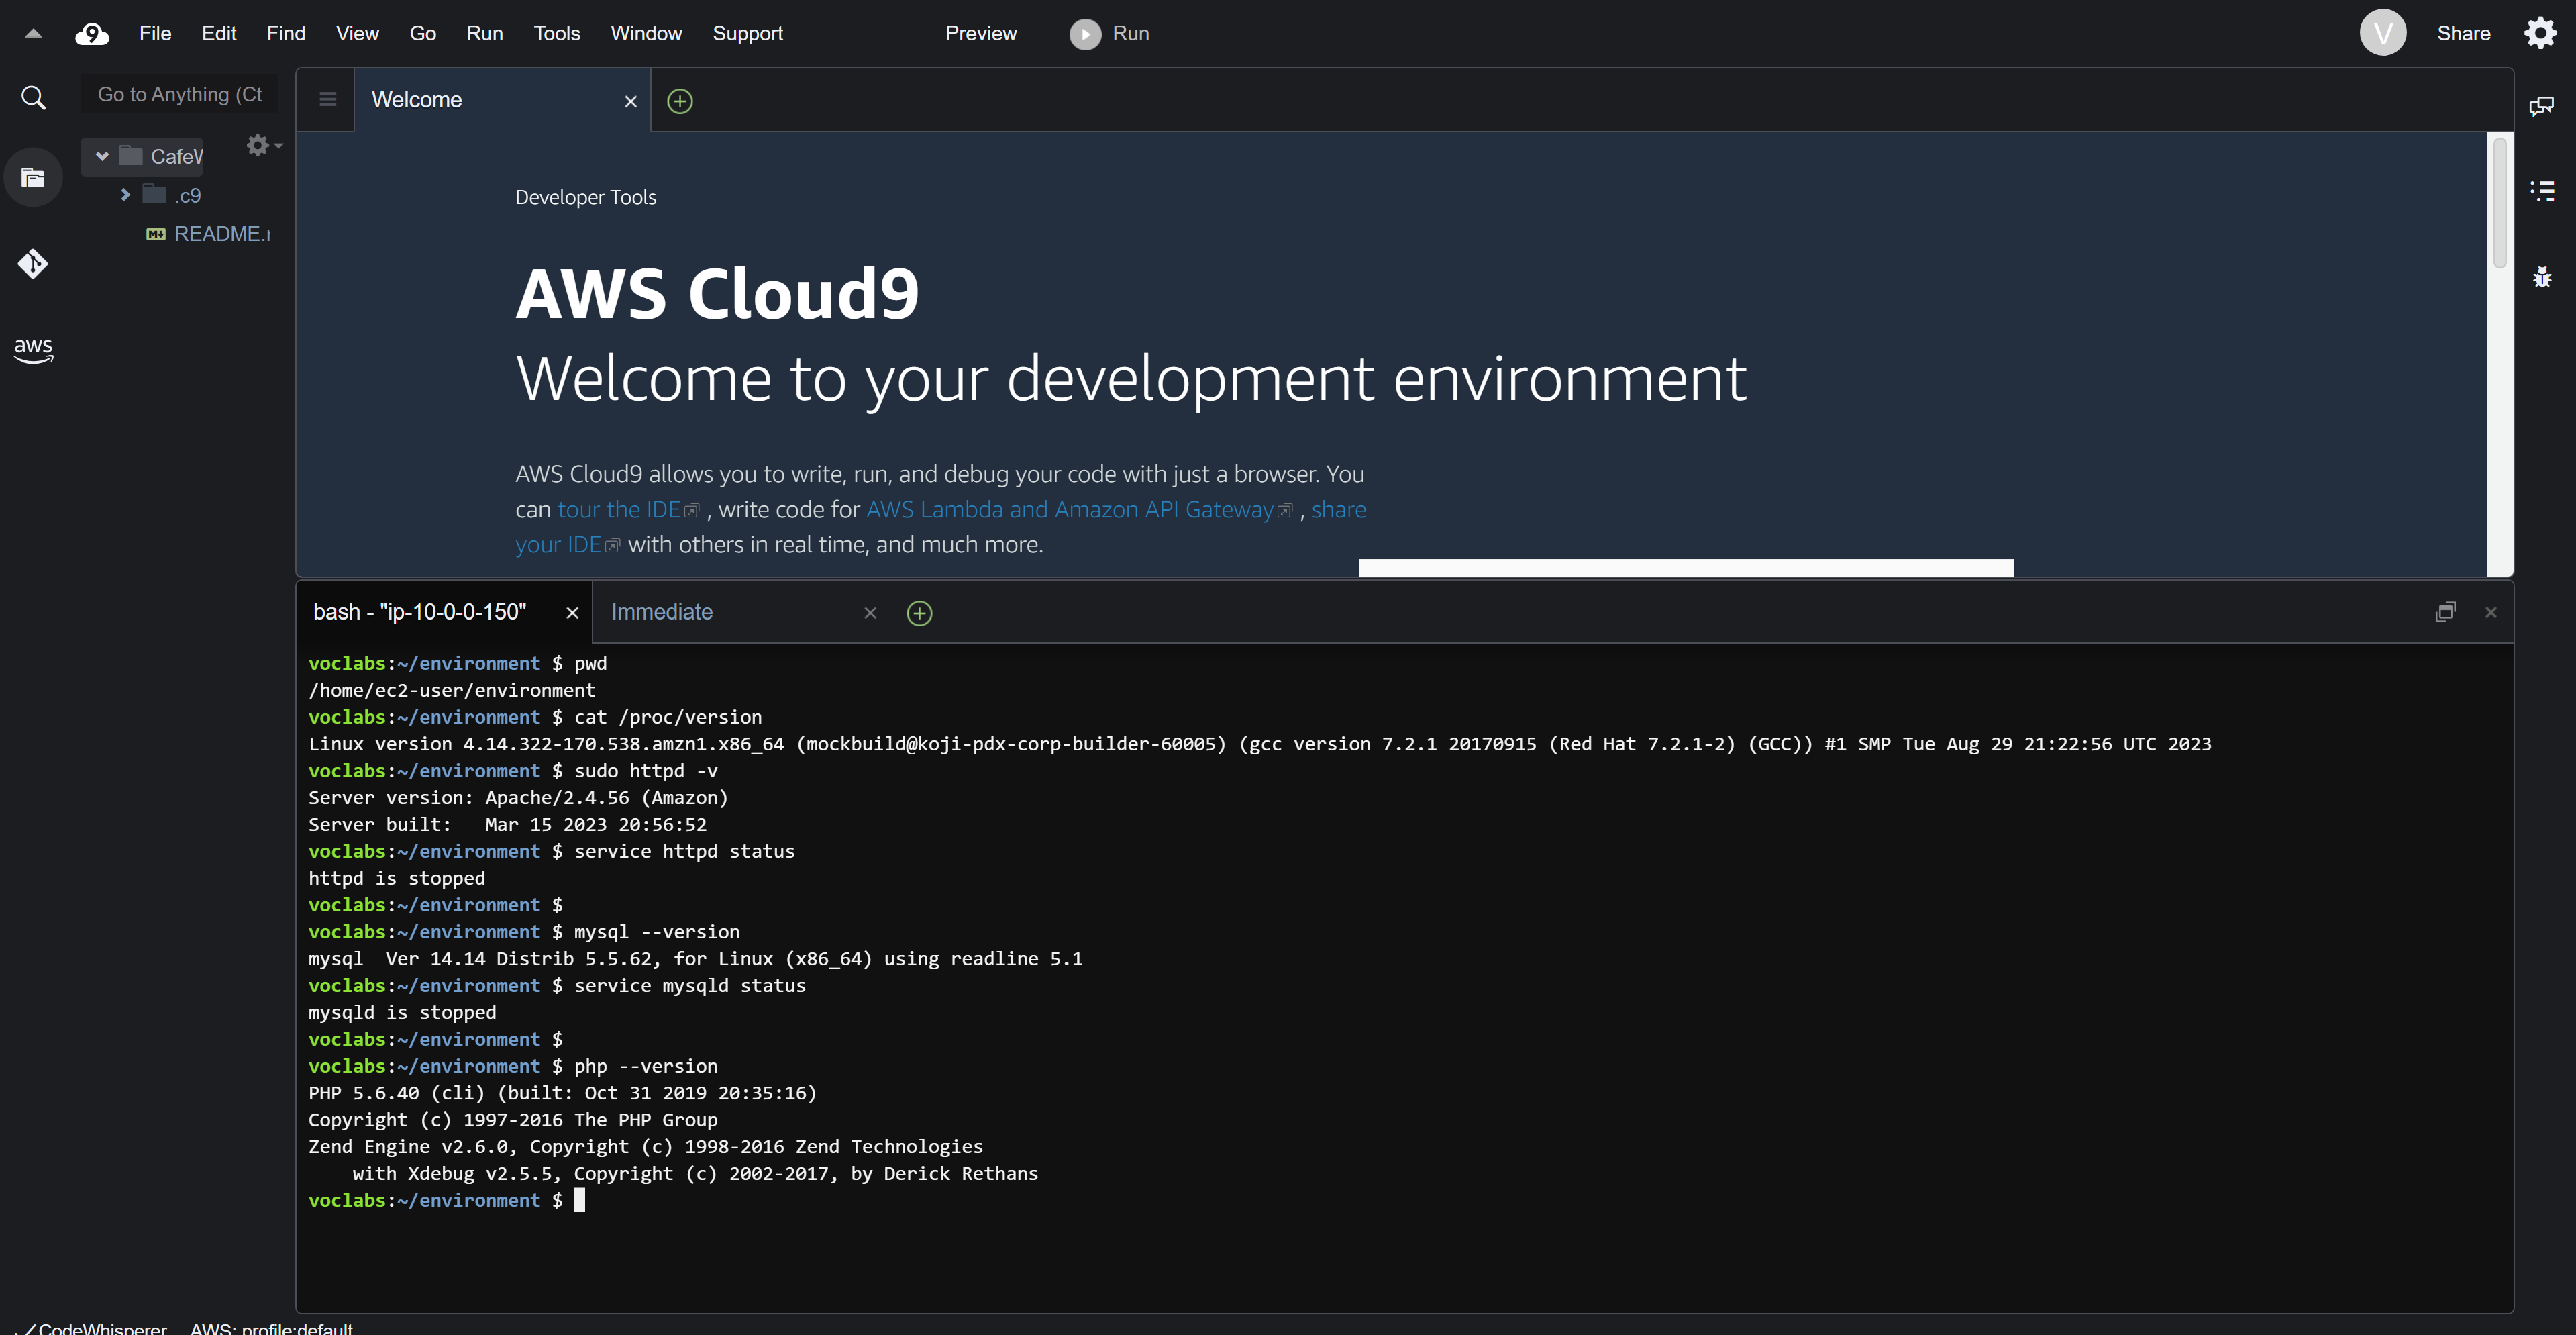 9 File Edit Find View Go Run Tools Window Support Preview Run V Share
Go to Anything (Ct
Welcome
CafeW
.c9
README.r
aws
Developer Tools
AWS Cloud9
Welcome to your development environment
AWS Cloud9 allows you to write, run, and debug your code with just a browser. You
can tour the IDE , write code for AWS Lambda and Amazon API Gateway , share
your IDE with others in real time, and much more.
bash - "ip-10-0-0-150" Immediate
voclabs:~/environment $ pwd
/home/ec2-user/environment
voclabs:~/environment $ cat /proc/version
Linux version 4.14.322-170.538.amzn1.x86_64 (mockbuild@koji-pdx-corp-builder-60005) (gcc version 7.2.1 20170915 (Red Hat 7.2.1-2) (GCC)) #1 SMP Tue Aug 29 21:22:56 UTC 2023
voclabs:~/environment $ sudo httpd -v
Server version: Apache/2.4.56 (Amazon)
Server built:   Mar 15 2023 20:56:52
voclabs:~/environment $ service httpd status
httpd is stopped
voclabs:~/environment $
voclabs:~/environment $ mysql --version
mysql  Ver 14.14 Distrib 5.5.62, for Linux (x86_64) using readline 5.1
voclabs:~/environment $ service mysqld status
mysqld is stopped
voclabs:~/environment $
voclabs:~/environment $ php --version
PHP 5.6.40 (cli) (built: Oct 31 2019 20:35:16)
Copyright (c) 1997-2016 The PHP Group
Zend Engine v2.6.0, Copyright (c) 1998-2016 Zend Technologies
    with Xdebug v2.5.5, Copyright (c) 2002-2017, by Derick Rethans
voclabs:~/environment $
CodeWhisperer AWS: profile:default